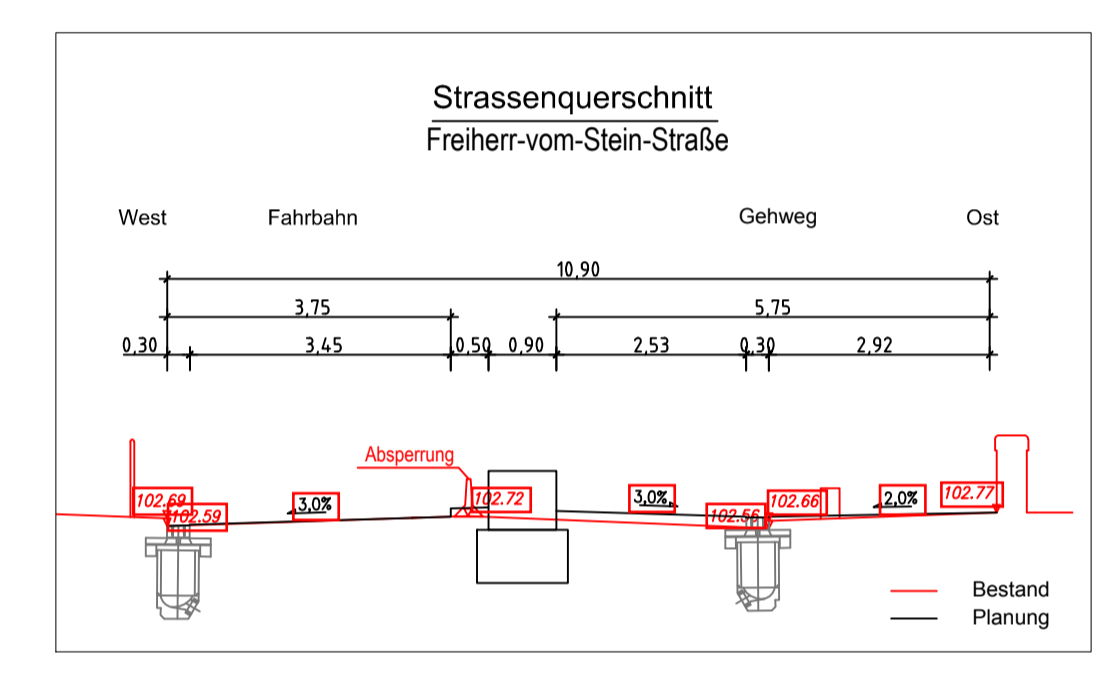 Strassenquerschnitt
Freiherr-vom-Stein-Straße
West Fahrbahn Gehweg Ost
10,90
3,75 5,75
0,30 3,45 0,50 0,90 2,53 0,30 2,92
Absperrung
102.69 3,0% 102.72 3,0% 102.66 2,0% 102.77
102.59 102.56
Bestand
Planung